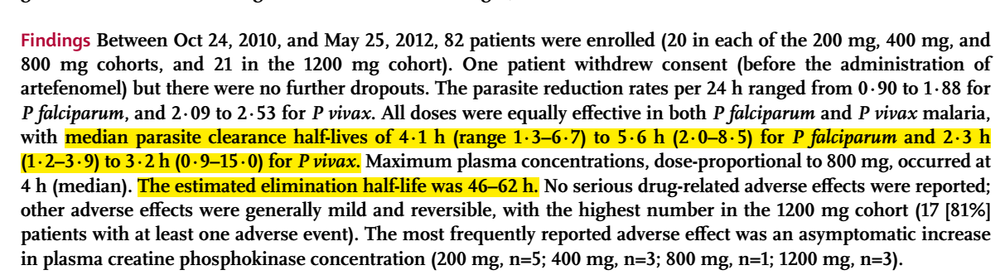 Findings Between Oct 24, 2010, and May 25, 2012, 82 patients were enrolled (20 in each of the 200 mg, 400 mg, and
800 mg cohorts, and 21 in the 1200 mg cohort). One patient withdrew consent (before the administration of
artefenomel) but there were no further dropouts. The parasite reduction rates per 24 h ranged from 0·90 to 1·88 for
P falciparum, and 2·09 to 2·53 for P vivax. All doses were equally effective in both P falciparum and P vivax malaria,
with median parasite clearance half-lives of 4·1 h (range 1·3–6·7) to 5·6 h (2·0–8·5) for P falciparum and 2·3 h
(1·2–3·9) to 3·2 h (0·9–15·0) for P vivax. Maximum plasma concentrations, dose-proportional to 800 mg, occurred at
4 h (median). The estimated elimination half-life was 46–62 h. No serious drug-related adverse effects were reported;
other adverse effects were generally mild and reversible, with the highest number in the 1200 mg cohort (17 [81%]
patients with at least one adverse event). The most frequently reported adverse effect was an asymptomatic increase
in plasma creatine phosphokinase concentration (200 mg, n=5; 400 mg, n=3; 800 mg, n=1; 1200 mg, n=3).